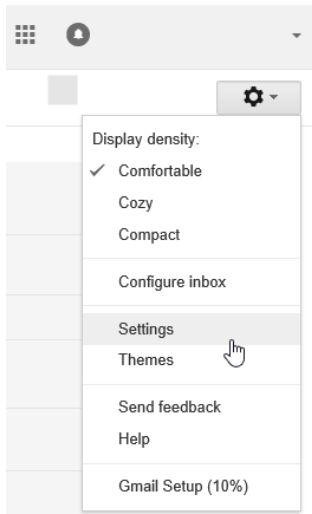 Display density:
Comfortable
Cozy
Compact
Configure inbox
Settings
Themes
Send feedback
Help
Gmail Setup (10%)